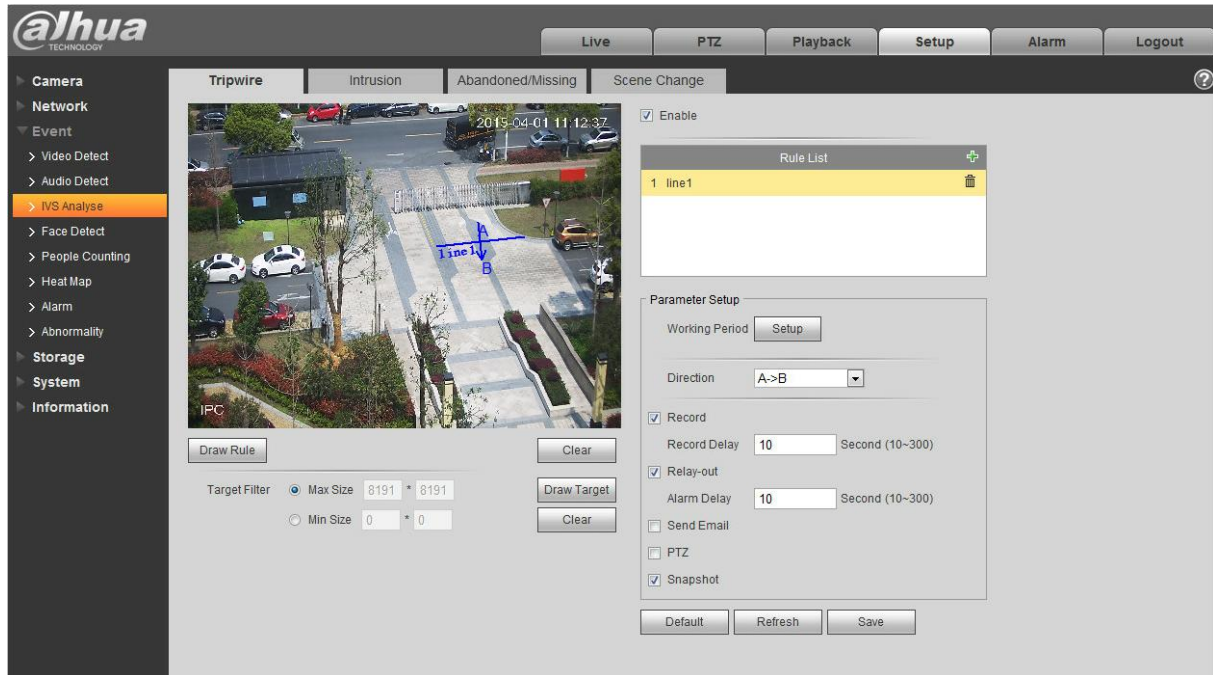 alhua
TECHNOLOGY
Live
PTZ
Playback
Setup
Alarm
Logout
Camera
Network
Event
Video Detect
Audio Detect
IVS Analyse
Face Detect
People Counting
Heat Map
Alarm
Abnormality
Storage
System
Information
Tripwire
Intrusion
Abandoned/Missing
Scene Change
?
2015-04-01 11:12:37
A
line1
B
IPC
Draw Rule
Clear
Target Filter
Max Size 8191 * 8191
Draw Target
Min Size 0 * 0
Clear
Enable
Rule List
1 line1
Parameter Setup
Working Period Setup
Direction A->B
Record
Record Delay 10 Second (10~300)
Relay-out
Alarm Delay 10 Second (10~300)
Send Email
PTZ
Snapshot
Default
Refresh
Save